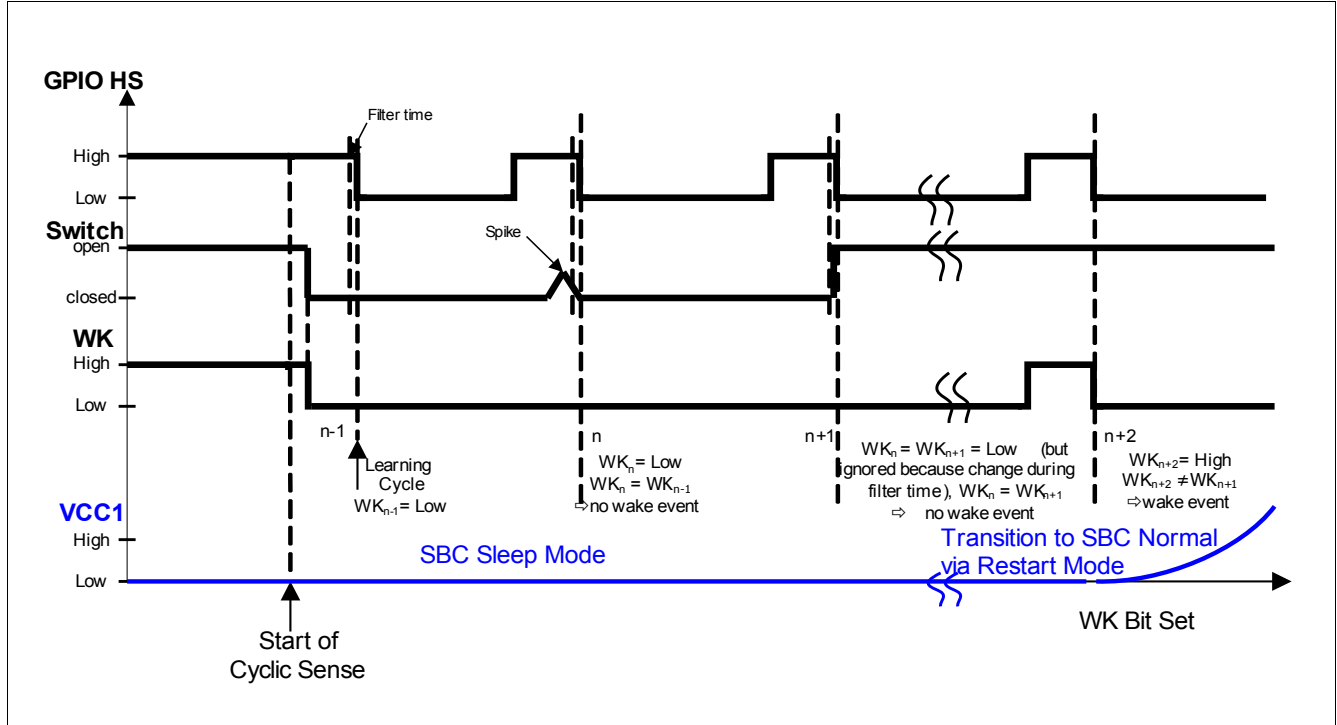 GPIO HS
Filter time
High
Low
Switch
open
Spike
closed
WK
High
Low
n-1
Learning
Cycle
WKn-1= Low
n
WKn= Low
WKn= WKn-1
⇨no wake event
n+1
WKn = WKn+1 = Low (but
ignored because change during
filter time), WKn = WKn+1
⇨ no wake event
n+2
WKn+2= High
WKn+2 ≠WKn+1
⇨wake event
VCC1
High
Low
SBC Sleep Mode
Transition to SBC Normal
via Restart Mode
Start of
Cyclic Sense
WK Bit Set